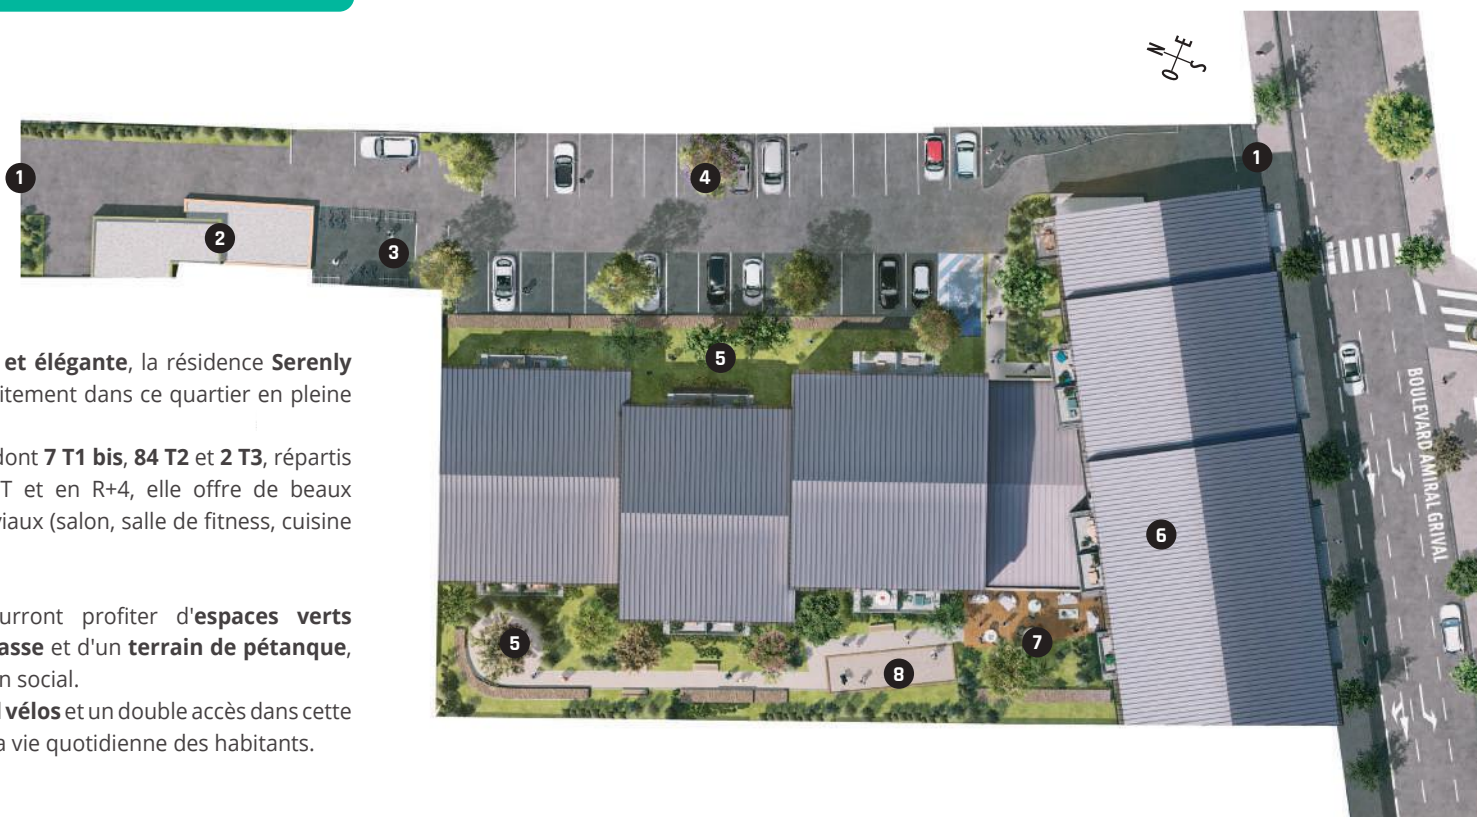 N
E
S
O
1
4
1
2
3
et élégante, la résidence Serenly
itement dans ce quartier en pleine
dont 7 T1 bis, 84 T2 et 2 T3, répartis
T et en R+4, elle offre de beaux
viaux (salon, salle de fitness, cuisine
urront profiter d'espaces verts
asse et d'un terrain de pétanque,
n social.
l vélos et un double accès dans cette
a vie quotidienne des habitants.
5
BOULEVARD AMIRAL GRIVAL
6
5
7
8